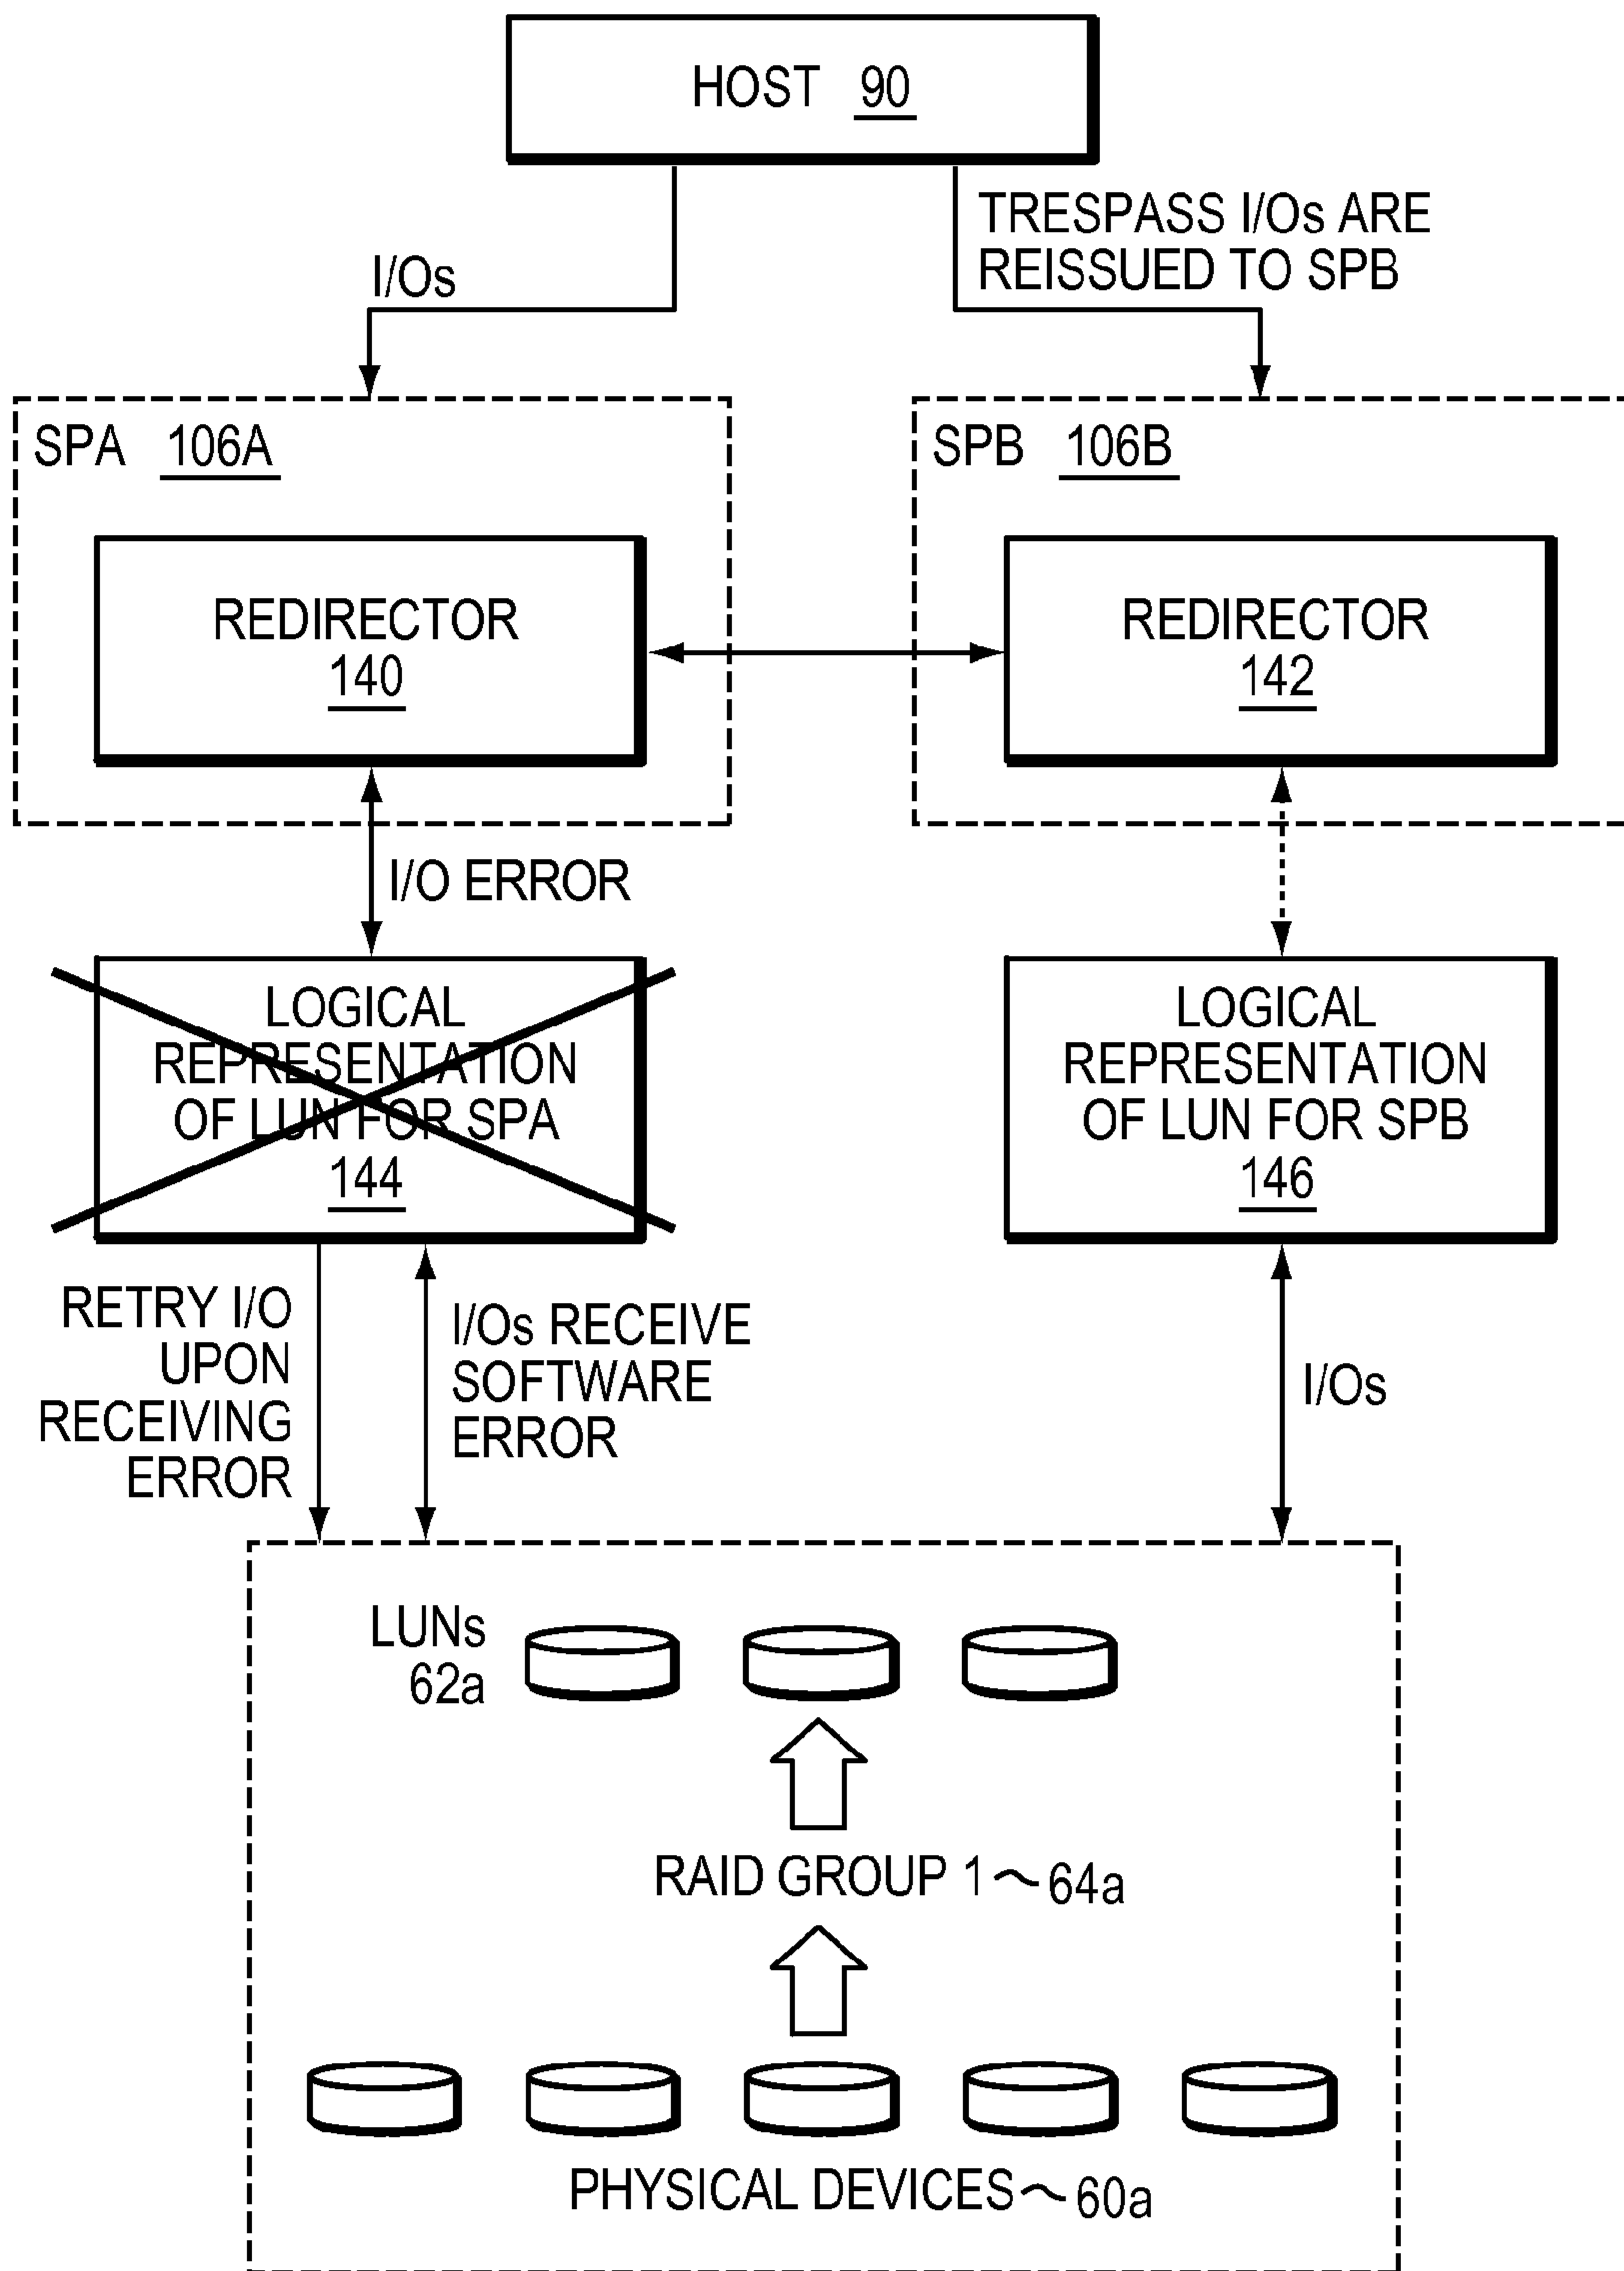 HOST 90
TRESPASS I/Os ARE
REISSUED TO SPB
I/Os
SPA 106A
SPB 106B
REDIRECTOR
140
REDIRECTOR
142
I/O ERROR
LOGICAL
REPRESENTATION
OF LUN FOR SPA
144
LOGICAL
REPRESENTATION
OF LUN FOR SPB
146
RETRY I/O
UPON
RECEIVING
ERROR
I/Os RECEIVE
SOFTWARE
ERROR
I/Os
LUNs
62a
RAID GROUP 1 64a
PHYSICAL DEVICES 60a